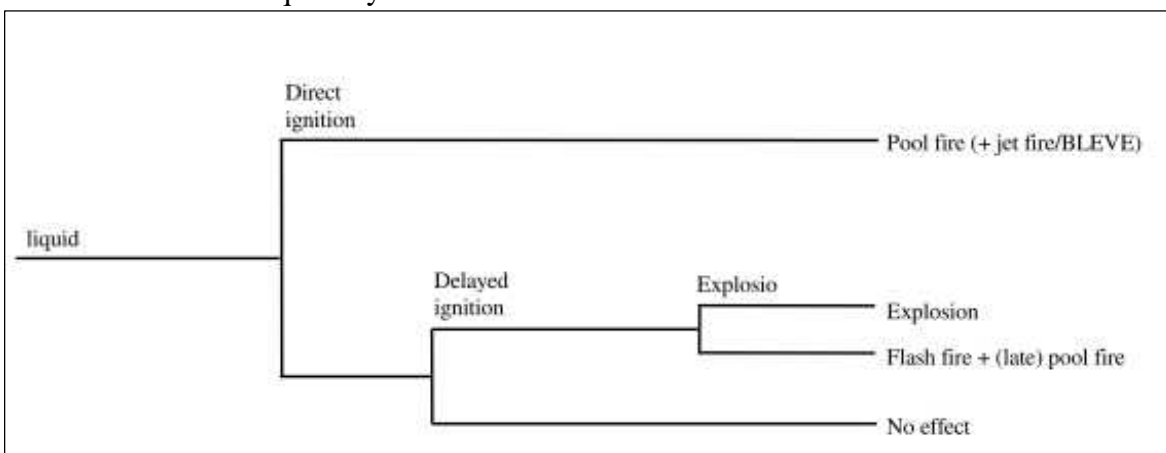 Direct
ignition
Pool fire (+ jet fire/BLEVE)
liquid
Delayed
ignition
Explosio
Explosion
Flash fire + (late) pool fire
No effect